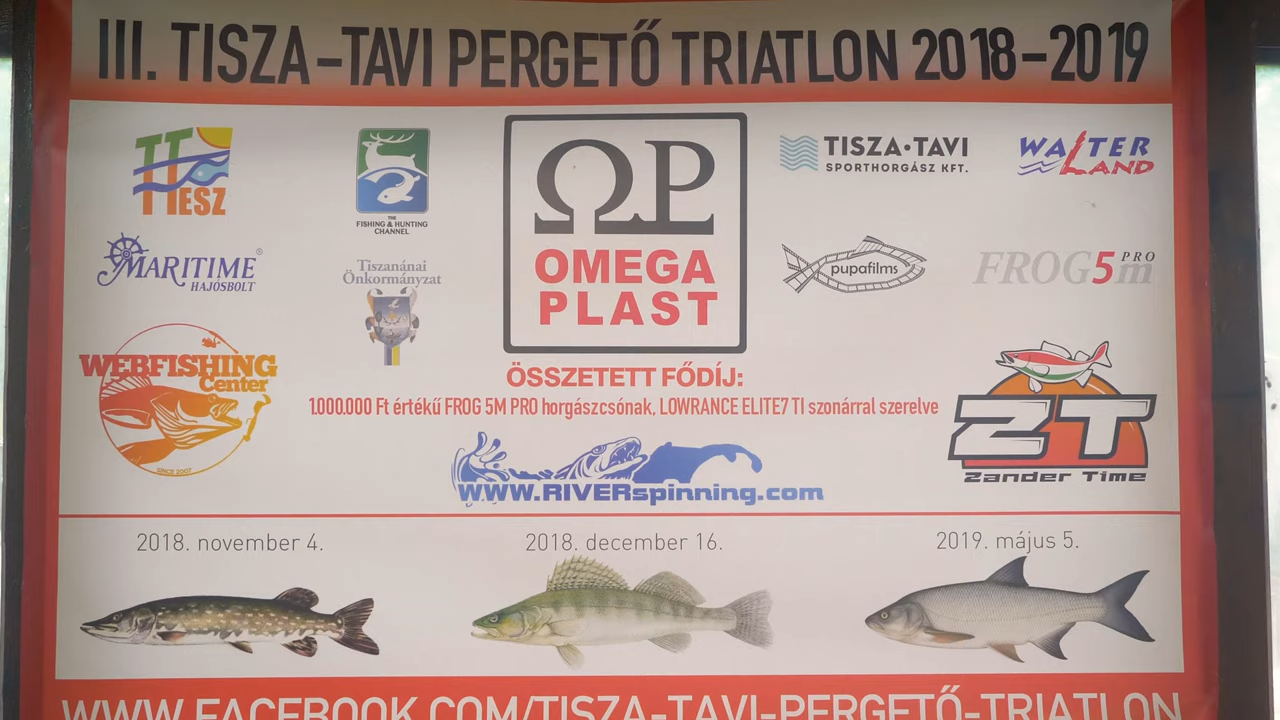 III. TISZA-TAVI PERGETŐ TRIATLON 2018-2019
TT
ESZ
THE
FISHING & HUNTING
CHANNEL
ΩP
OMEGA
PLAST
TISZA•TAVI
SPORTHORGÁSZ KFT.
WALTER
LAND
MARITIME®
HAJÓSBOLT
Tiszanánai
Önkormányzat
pupafilms
FROG5m PRO
WEBFISHING
Center
SINCE 2007
ÖSSZETETT FŐDÍJ:
1.000.000 Ft értékű FROG 5M PRO horgászcsónak, LOWRANCE ELITE7 TI szonárral szerelve
ZT
Zander Time
WWW.RIVERspinning.com
2018. november 4.
2018. december 16.
2019. május 5.
WWW.FACEBOOK.COM/TISZA-TAVI-PERGETŐ-TRIATLON